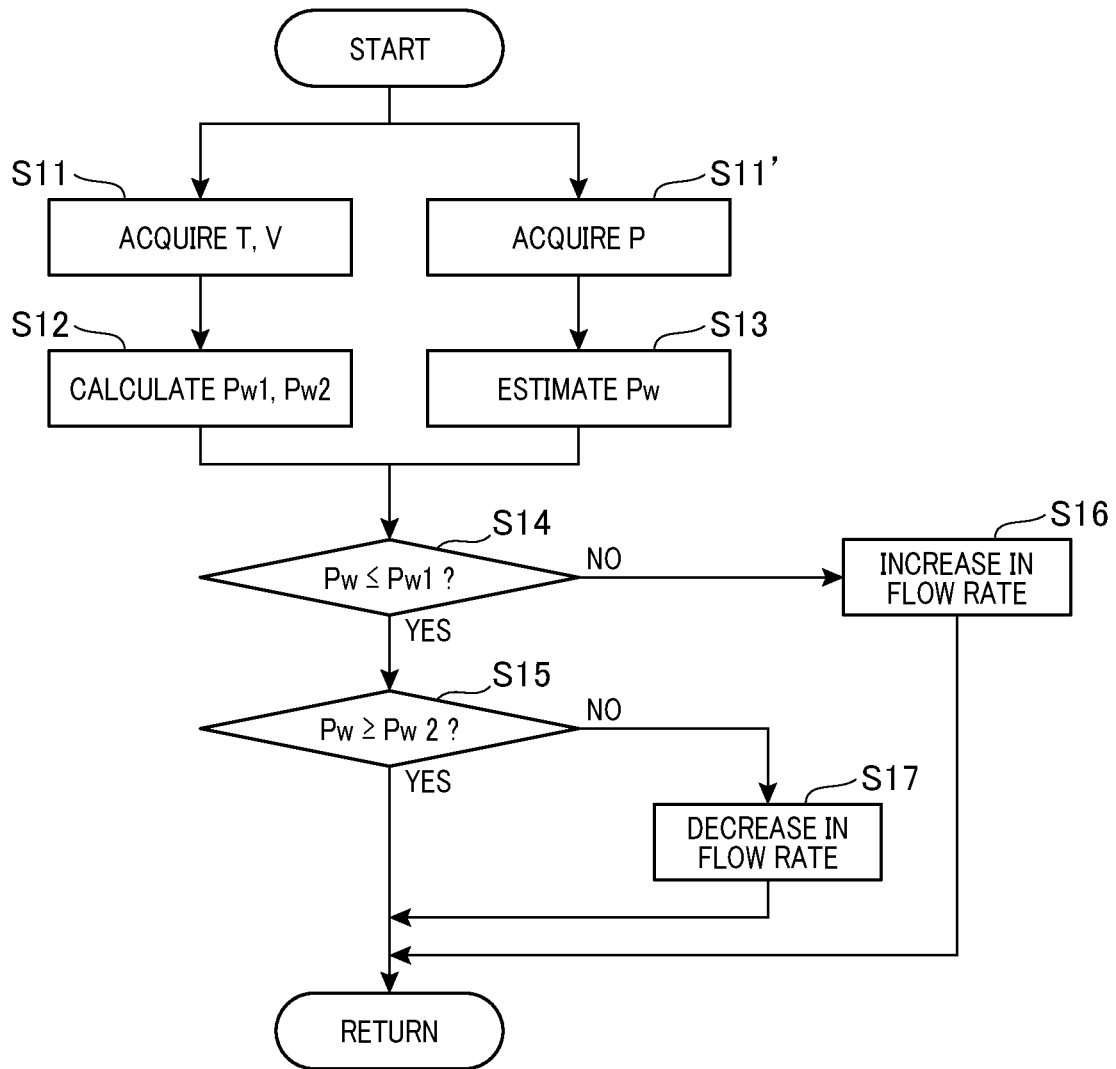 START
S11
S11’
ACQUIRE T, V
ACQUIRE P
S12
S13
CALCULATE Pw1, Pw2
ESTIMATE Pw
S14
S16
Pw ≦ Pw1 ?
NO
INCREASE IN
FLOW RATE
YES
S15
Pw ≧ Pw 2 ?
NO
YES
S17
DECREASE IN
FLOW RATE
RETURN